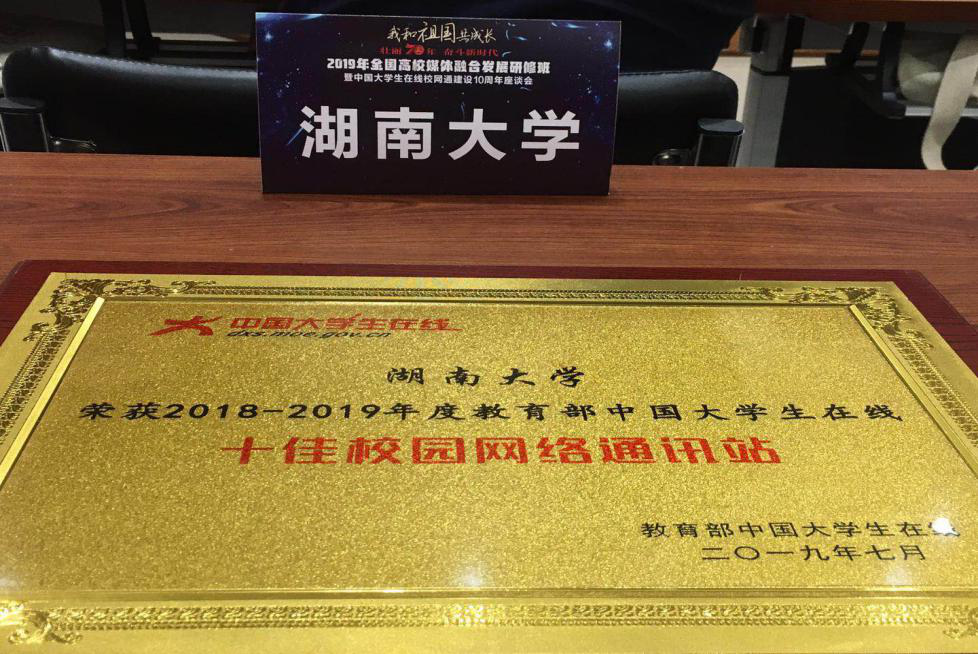 我和祖国共成长
壮丽70年 奋斗新时代
2019年全国高校媒体融合发展研修班
暨中国大学生在线校网通建设10周年座谈会
湖南大学
中国大学生在线
dxs.moe.gov.cn
湖南大学
荣获2018-2019年度教育部中国大学生在线
十佳校园网络通讯站
教育部中国大学生在线
二〇一九年七月